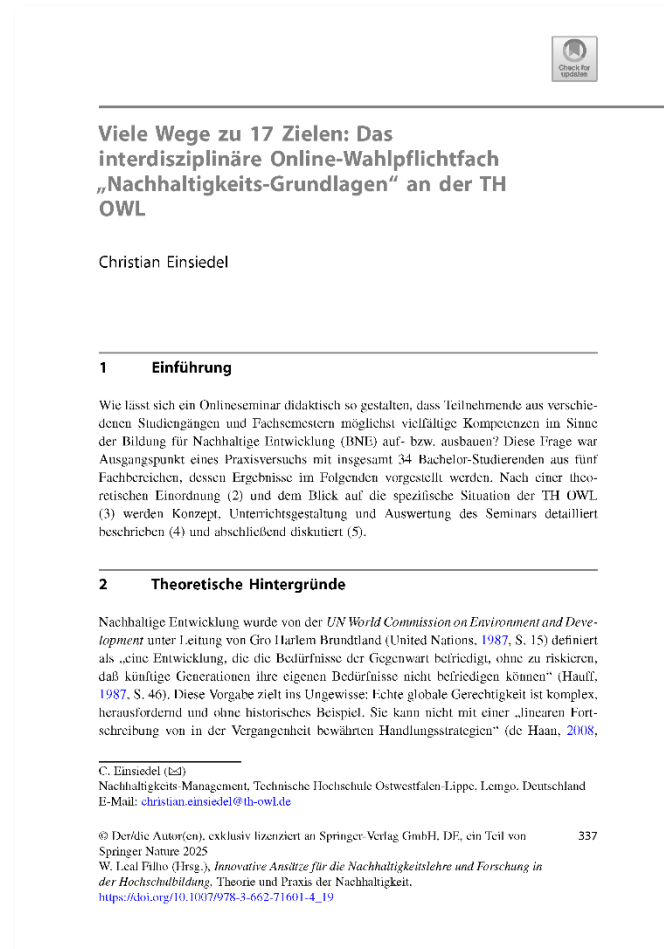 Check for
updates
Viele Wege zu 17 Zielen: Das
interdisziplinäre Online-Wahlpflichtfach
„Nachhaltigkeits-Grundlagen“ an der TH
OWL
Christian Einsiedel
1 Einführung
Wie lässt sich ein Onlineseminar didaktisch so gestalten, dass Teilnehmende aus verschie-
denen Studiengängen und Fachsemestern möglichst vielfältige Kompetenzen im Sinne
der Bildung für Nachhaltige Entwicklung (BNE) auf- bzw. ausbauen? Diese Frage war
Ausgangspunkt eines Praxisversuchs mit insgesamt 34 Bachelor-Studierenden aus fünf
Fachbereichen, dessen Ergebnisse im Folgenden vorgestellt werden. Nach einer theo-
retischen Einordnung (2) und dem Blick auf die spezifische Situation der TH OWL
(3) werden Konzept, Unterrichtsgestaltung und Auswertung des Seminars detailliert
beschrieben (4) und abschließend diskutiert (5).
2 Theoretische Hintergründe
Nachhaltige Entwicklung wurde von der UN World Commission on Environment and Deve-
lopment unter Leitung von Gro Harlem Brundtland (United Nations, 1987, S. 15) definiert
als „eine Entwicklung, die die Bedürfnisse der Gegenwart befriedigt, ohne zu riskieren,
daß künftige Generationen ihre eigenen Bedürfnisse nicht befriedigen können“ (Hauff,
1987, S. 46). Diese Vorgabe zielt ins Ungewisse: Echte globale Gerechtigkeit ist komplex,
herausfordernd und ohne historisches Beispiel. Sie kann nicht mit einer „linearen Fort-
schreibung von in der Vergangenheit bewährten Handlungsstrategien“ (de Haan, 2008,
C. Einsiedel (✉)
Nachhaltigkeits-Management, Technische Hochschule Ostwestfalen-Lippe, Lemgo, Deutschland
E-Mail: christian.einsiedel@th-owl.de
© Der/die Autor(en), exklusiv lizenziert an Springer-Verlag GmbH, DE, ein Teil von 337
Springer Nature 2025
W. Leal Filho (Hrsg.), Innovative Ansätze für die Nachhaltigkeitslehre und Forschung in
der Hochschulbildung, Theorie und Praxis der Nachhaltigkeit,
https://doi.org/10.1007/978-3-662-71601-4_19